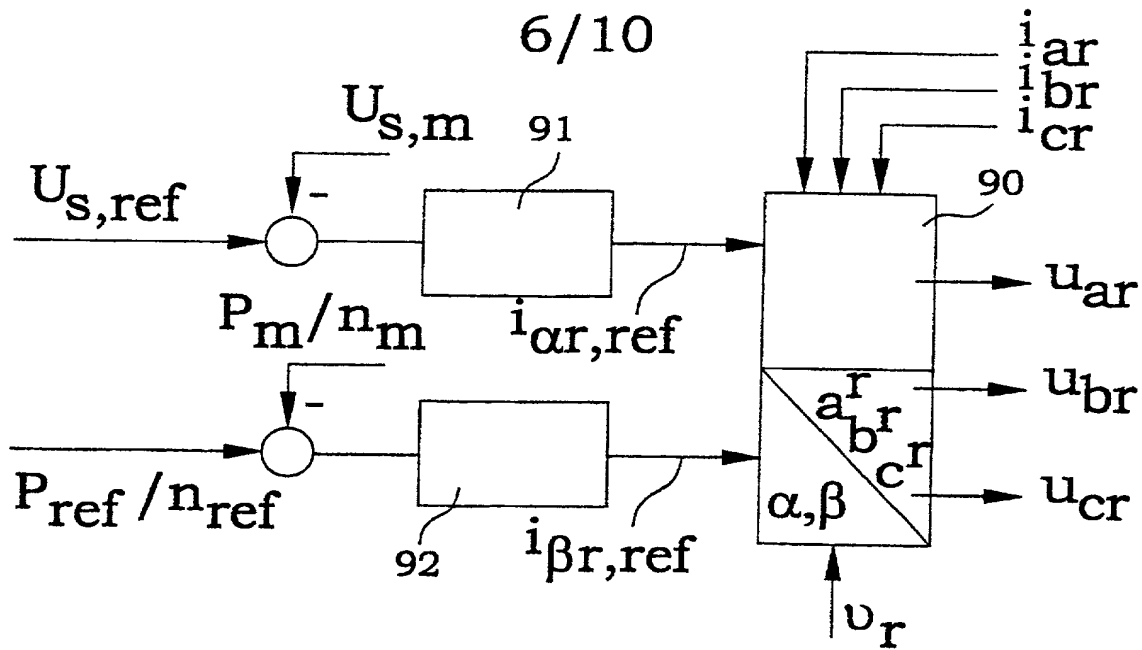 6/10
i_ar
i_br
i_cr
U_s,m
91
U_s,ref
90
u_ar
P_m/n_m
i_αr,ref
a^r b^r c^r
u_br
P_ref/n_ref
92
i_βr,ref
α,β
u_cr
υ_r